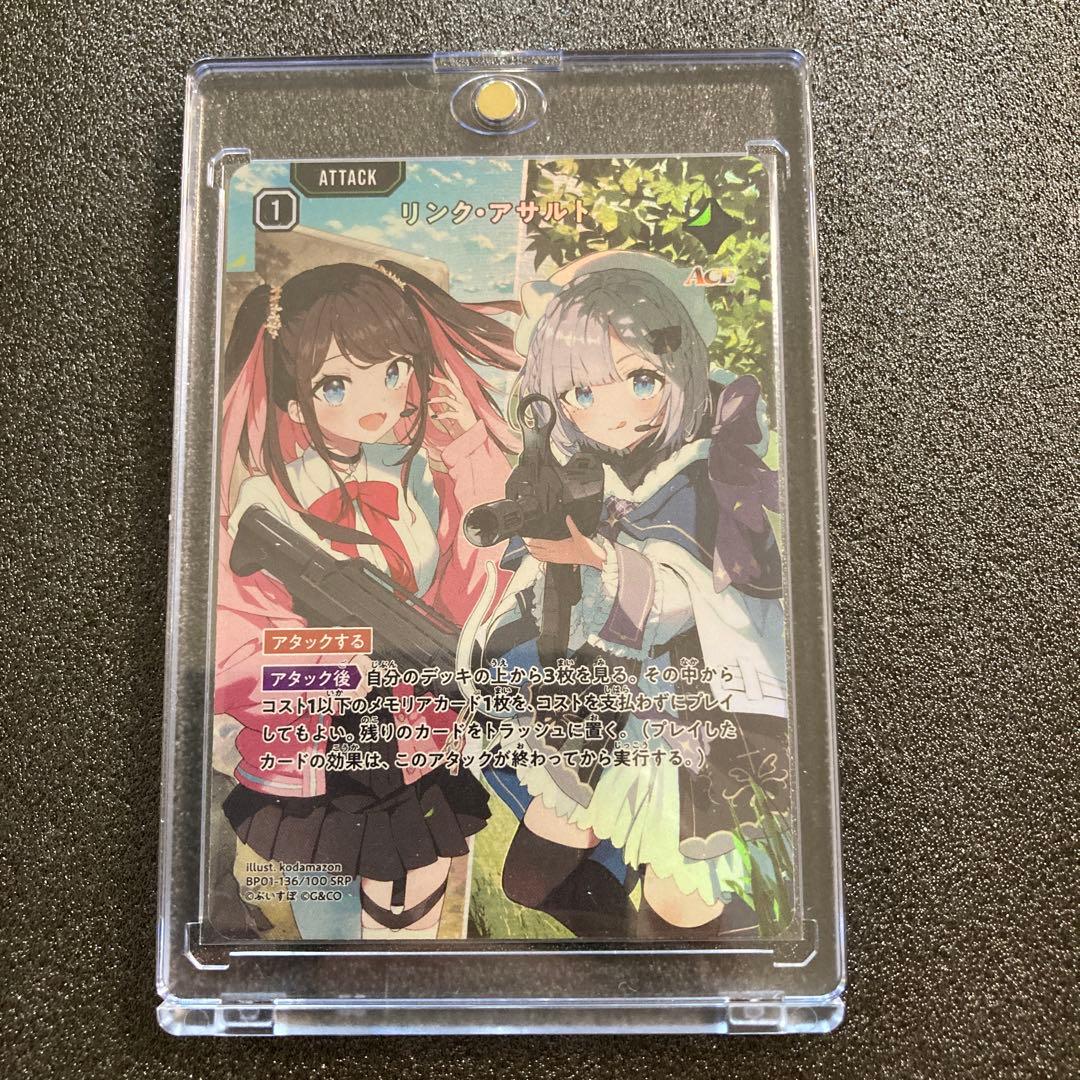 ATTACK
1
リンク・アサルト
ACE
アタックする
アタック後 自分のデッキの上から3枚を見る。その中から
コスト1以下のメモリアカード1枚を、コストを支払わずにプレイ
してもよい。残りのカードをトラッシュに置く。（プレイした
カードの効果は、このアタックが終わってから実行する。）
illust. kodamazon
BP01-136/100 SRP
©ぶいすぽ ©G&CO